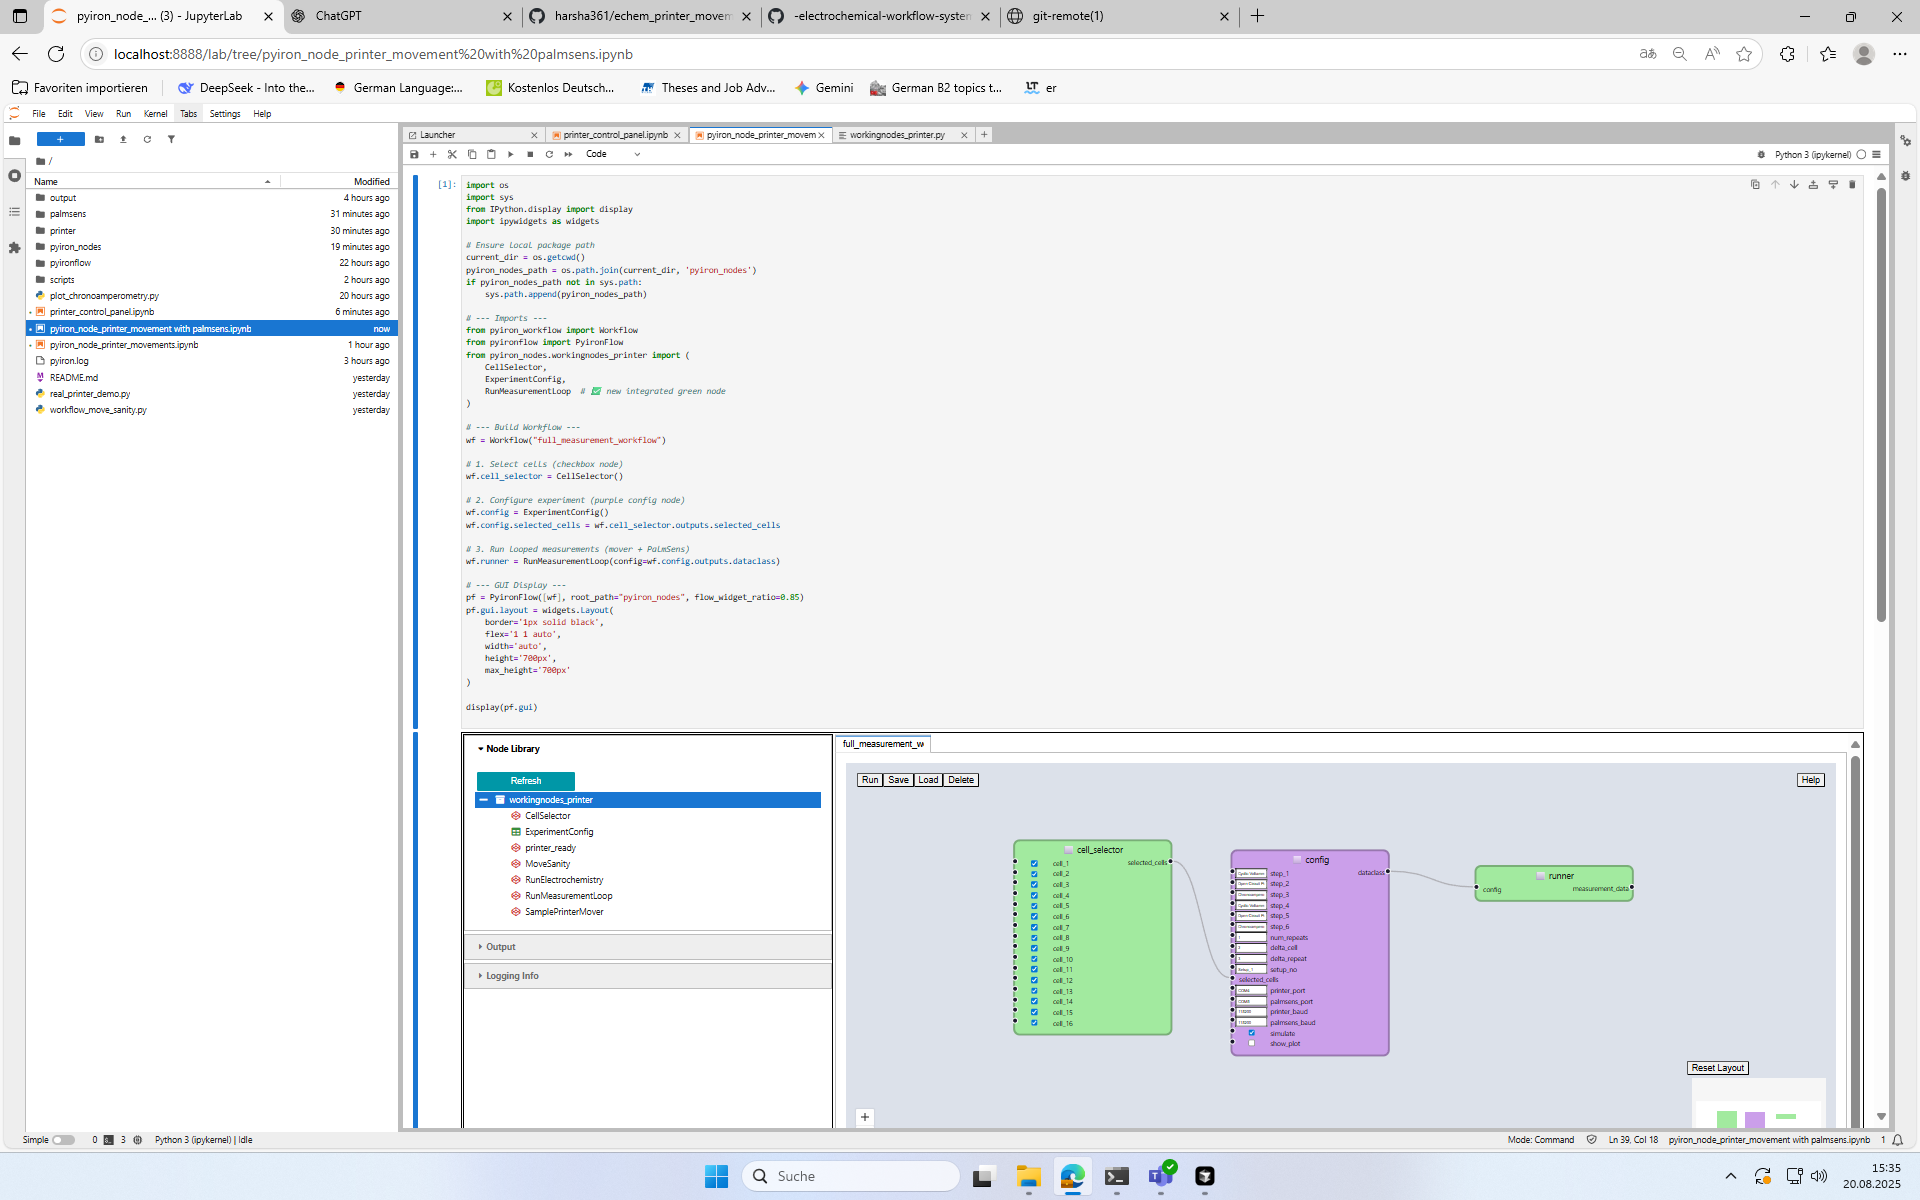 pyiron_node_... (3) - JupyterLab
ChatGPT
harsha361/echem_printer_movem
-electrochemical-workflow-system
git-remote(1)
localhost:8888/lab/tree/pyiron_node_printer_movement%20with%20palmsens.ipynb
Favoriten importieren
DeepSeek - Into the...
German Language:...
Kostenlos Deutsch...
Theses and Job Adv...
Gemini
German B2 topics t...
er
File Edit View Run Kernel Tabs Settings Help
Launcher
printer_control_panel.ipynb
pyiron_node_printer_movem
workingnodes_printer.py
Code
Python 3 (ipykernel)
/
Name Modified
output 4 hours ago
palmsens 31 minutes ago
printer 30 minutes ago
pyiron_nodes 19 minutes ago
pyironflow 22 hours ago
scripts 2 hours ago
plot_chronoamperometry.py 20 hours ago
printer_control_panel.ipynb 6 minutes ago
pyiron_node_printer_movement with palmsens.ipynb now
pyiron_node_printer_movements.ipynb 1 hour ago
pyiron.log 3 hours ago
README.md yesterday
real_printer_demo.py yesterday
workflow_move_sanity.py yesterday
[1]:
import os
import sys
from IPython.display import display
import ipywidgets as widgets
# Ensure local package path
current_dir = os.getcwd()
pyiron_nodes_path = os.path.join(current_dir, 'pyiron_nodes')
if pyiron_nodes_path not in sys.path:
sys.path.append(pyiron_nodes_path)
# --- Imports ---
from pyiron_workflow import Workflow
from pyironflow import PyironFlow
from pyiron_nodes.workingnodes_printer import (
CellSelector,
ExperimentConfig,
RunMeasurementLoop # ✅ new integrated green node
)
# --- Build Workflow ---
wf = Workflow("full_measurement_workflow")
# 1. Select cells (checkbox node)
wf.cell_selector = CellSelector()
# 2. Configure experiment (purple config node)
wf.config = ExperimentConfig()
wf.config.selected_cells = wf.cell_selector.outputs.selected_cells
# 3. Run looped measurements (mover + PalmSens)
wf.runner = RunMeasurementLoop(config=wf.config.outputs.dataclass)
# --- GUI Display ---
pf = PyironFlow([wf], root_path="pyiron_nodes", flow_widget_ratio=0.85)
pf.gui.layout = widgets.Layout(
border='1px solid black',
flex='1 1 auto',
width='auto',
height='700px',
max_height='700px'
)
display(pf.gui)
Node Library
Refresh
workingnodes_printer
CellSelector
ExperimentConfig
printer_ready
MoveSanity
RunElectrochemistry
RunMeasurementLoop
SamplePrinterMover
Output
Logging Info
full_measurement_w
Run Save Load Delete
Help
cell_selector
selected_cells
cell_1
cell_2
cell_3
cell_4
cell_5
cell_6
cell_7
cell_8
cell_9
cell_10
cell_11
cell_12
cell_13
cell_14
cell_15
cell_16
config
dataclass
step_1
step_2
step_3
step_4
step_5
step_6
num_repeats
delta_cell
delta_repeat
Setup_1 setup_no
selected_cells
printer_port
palmsens_port
115200 printer_baud
115200 palmsens_baud
simulate
show_plot
runner
config measurement_data
Reset Layout
+
Simple 0 3 Python 3 (ipykernel) | Idle
Mode: Command Ln 39, Col 18 pyiron_node_printer_movement with palmsens.ipynb 1
Suche
15:35
20.08.2025